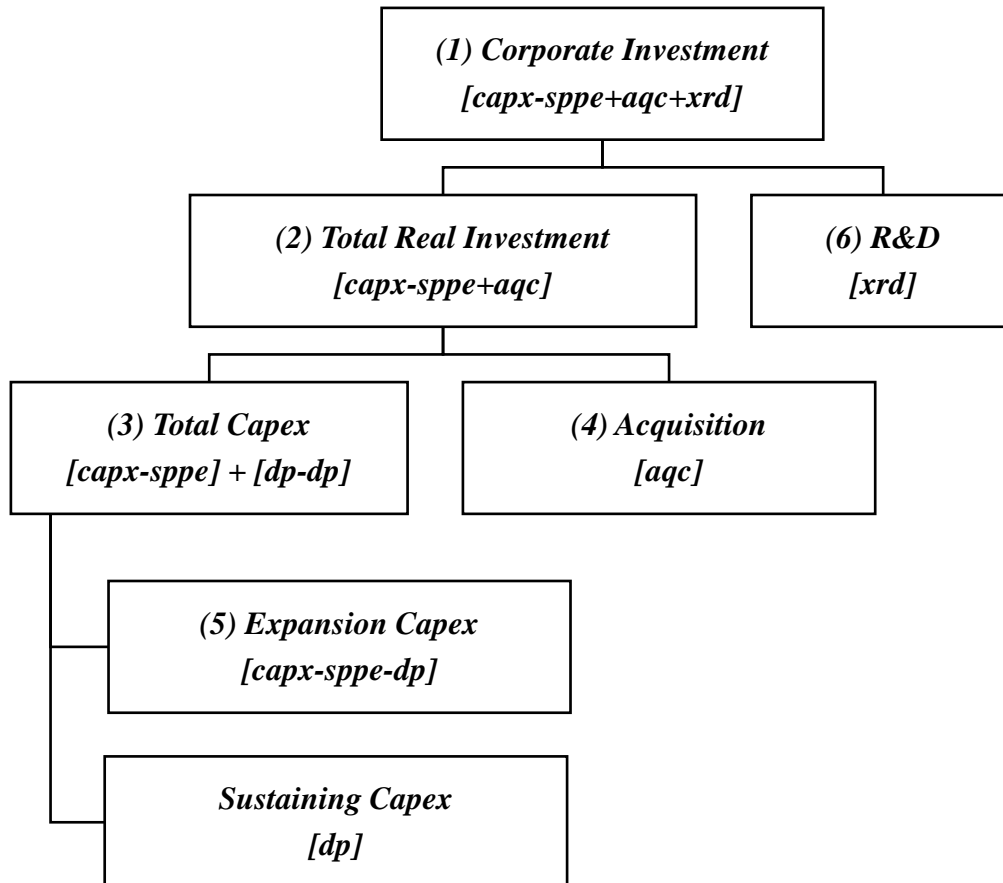 (1) Corporate Investment
[capx-sppe+aqc+xrd]
(2) Total Real Investment
[capx-sppe+aqc]
(6) R&D
[xrd]
(3) Total Capex
[capx-sppe] + [dp-dp]
(4) Acquisition
[aqc]
(5) Expansion Capex
[capx-sppe-dp]
Sustaining Capex
[dp]